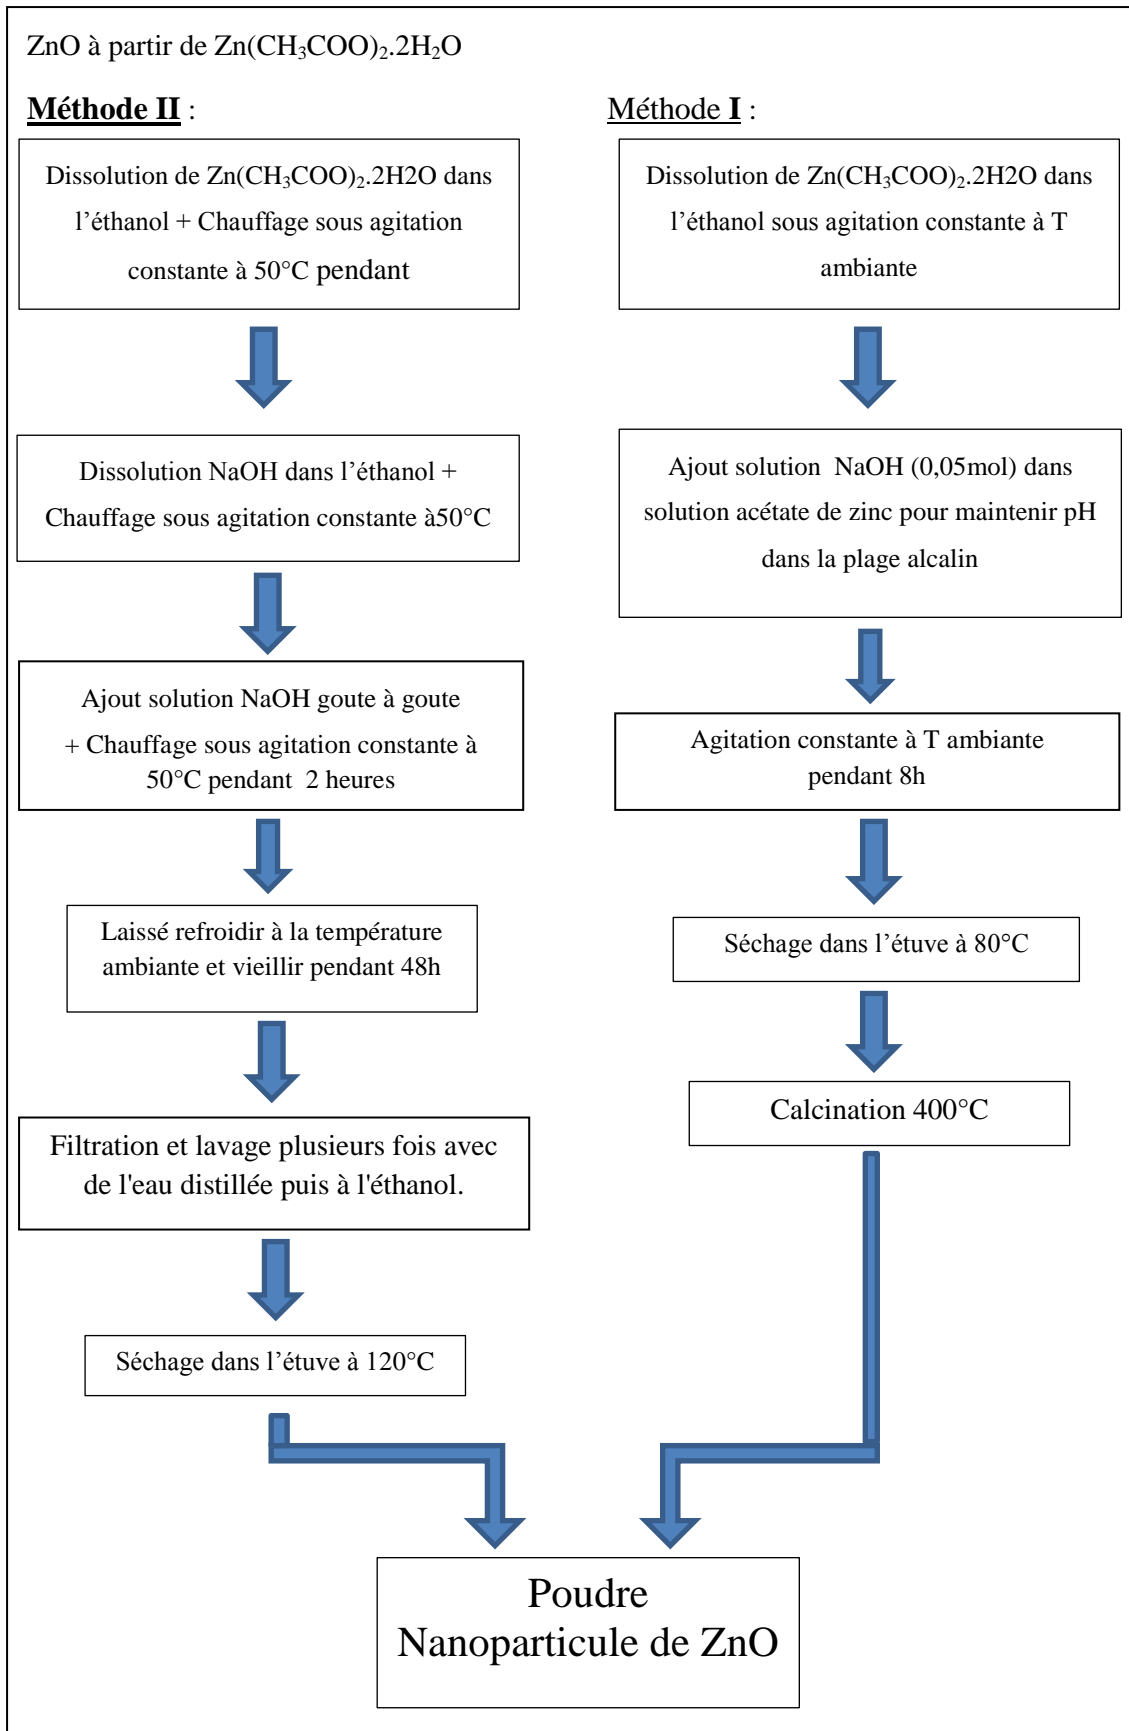 ZnO à partir de Zn(CH₃COO)₂.2H₂O
Méthode II :
Dissolution de Zn(CH₃COO)₂.2H2O dans
l’éthanol + Chauffage sous agitation
constante à 50°C pendant
Dissolution NaOH dans l’éthanol +
Chauffage sous agitation constante à50°C
Ajout solution NaOH goute à goute
+ Chauffage sous agitation constante à
50°C pendant 2 heures
Laissé refroidir à la température
ambiante et vieillir pendant 48h
Filtration et lavage plusieurs fois avec
de l'eau distillée puis à l'éthanol.
Séchage dans l’étuve à 120°C
Méthode I :
Dissolution de Zn(CH₃COO)₂.2H2O dans
l’éthanol sous agitation constante à T
ambiante
Ajout solution NaOH (0,05mol) dans
solution acétate de zinc pour maintenir pH
dans la plage alcalin
Agitation constante à T ambiante
pendant 8h
Séchage dans l’étuve à 80°C
Calcination 400°C
Poudre
Nanoparticule de ZnO